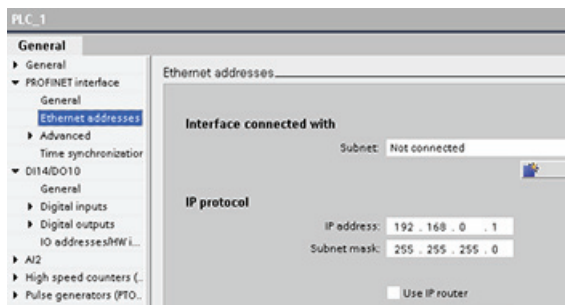 PLC_1
General
General
PROFINET interface
General
Ethernet addresses
Advanced
Time synchronization
DI14/DO10
General
Digital inputs
Digital outputs
IO addresses/HW i...
AI2
High speed counters (..
Pulse generators (PTO..
Ethernet addresses
Interface connected with
Subnet: Not connected
IP protocol
IP address: 192 . 168 . 0 . 1
Subnet mask: 255 . 255 . 255 . 0
Use IP router